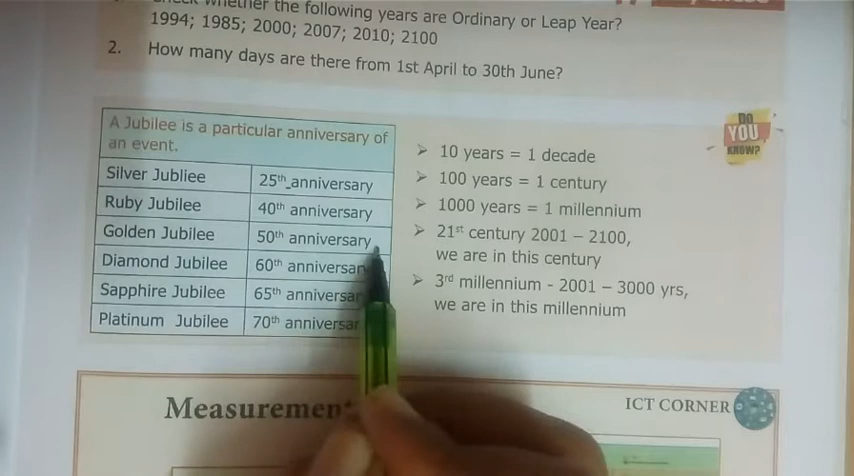 whether the following years are Ordinary or Leap Year?
1994; 1985; 2000; 2007; 2010; 2100
2. How many days are there from 1st April to 30th June?
A Jubilee is a particular anniversary of
an event.
Silver Jubliee 25th anniversary
Ruby Jubilee 40th anniversary
Golden Jubilee 50th anniversary
Diamond Jubilee 60th
Sapphire Jubilee 65th
Platinum Jubilee 70th
DO
YOU
KNOW?
➢ 10 years = 1 decade
➢ 100 years = 1 century
➢ 1000 years = 1 millennium
➢ 21st century 2001 – 2100,
we are in this century
➢ 3rd millennium - 2001 – 3000 yrs,
we are in this millennium
ICT CORNER